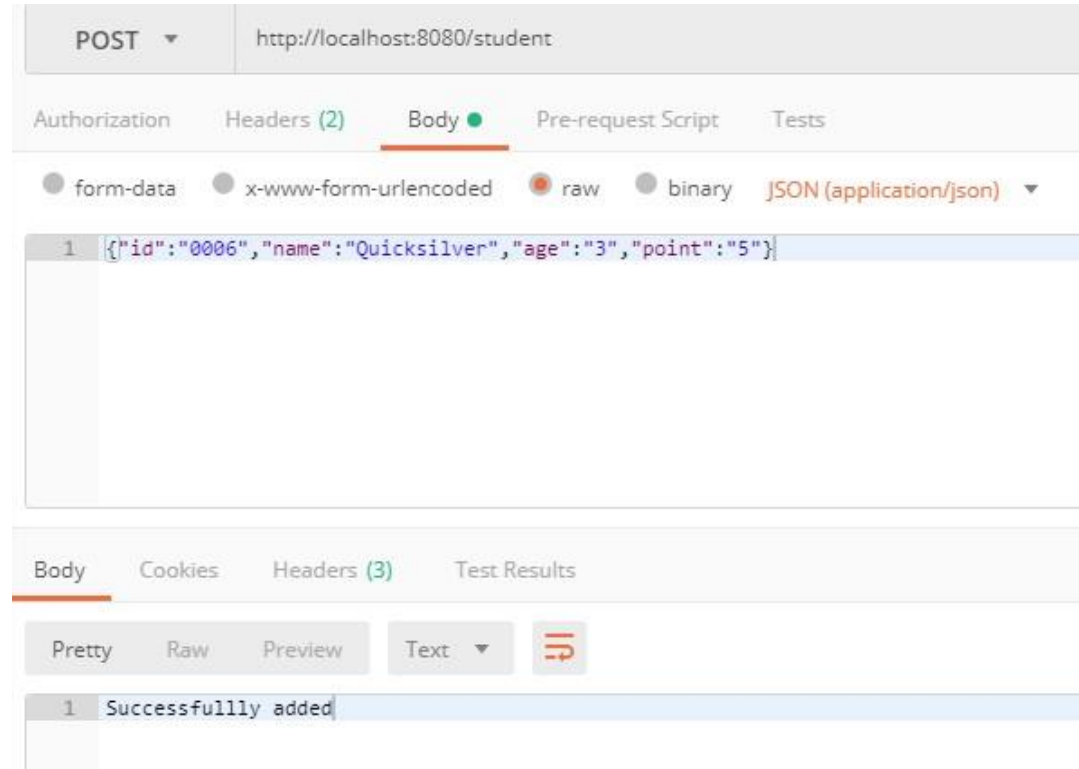 POST http://localhost:8080/student
Authorization Headers (2) Body Pre-request Script Tests
form-data x-www-form-urlencoded raw binary JSON (application/json)
1 {"id":"0006","name":"Quicksilver","age":"3","point":"5"}
Body Cookies Headers (3) Test Results
Pretty Raw Preview Text
1 Successfullly added